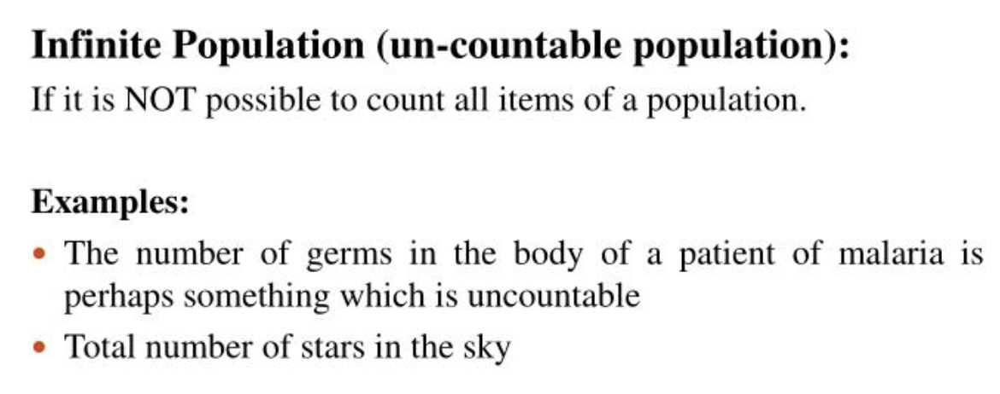 Infinite Population (un-countable population):
If it is NOT possible to count all items of a population.
Examples:
• The number of germs in the body of a patient of malaria is
perhaps something which is uncountable
• Total number of stars in the sky